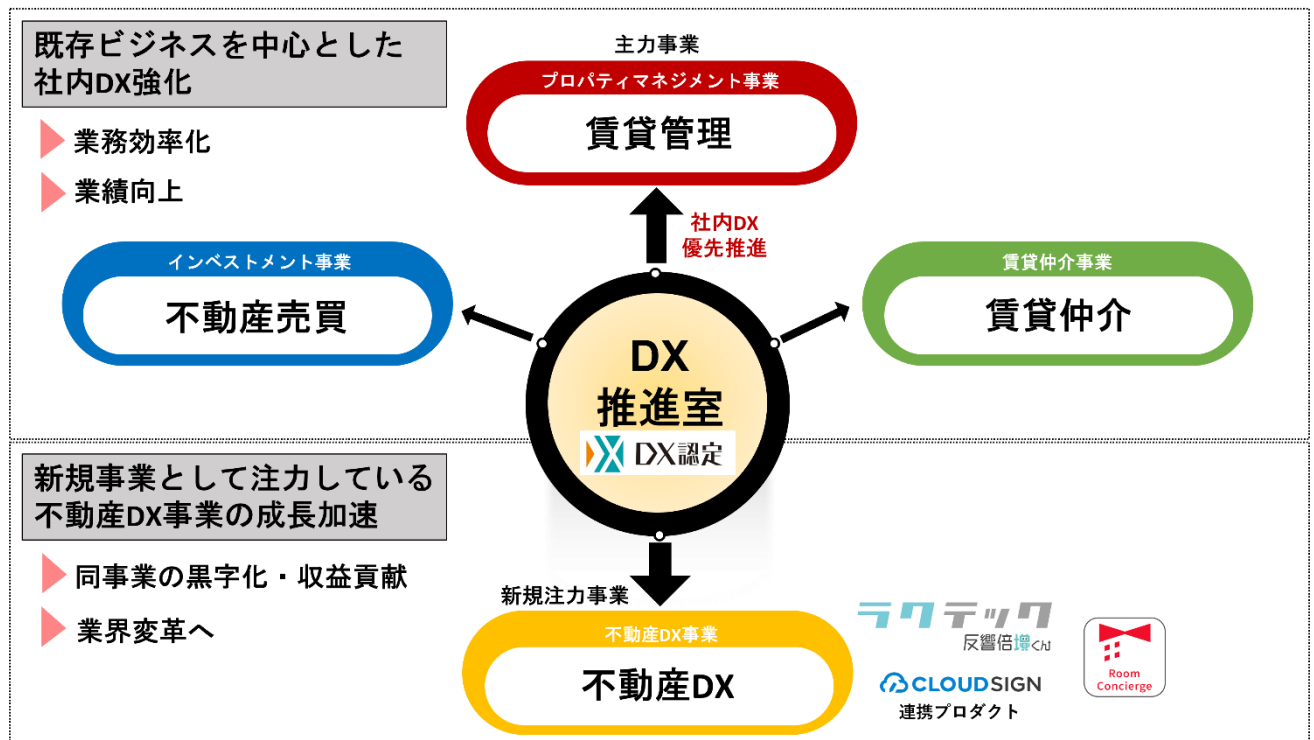 既存ビジネスを中心とした
社内DX強化
業務効率化
業績向上
主力事業
プロパティマネジメント事業
賃貸管理
社内DX
優先推進
インベストメント事業
不動産売買
賃貸仲介事業
賃貸仲介
DX
推進室
DX認定
新規事業として注力している
不動産DX事業の成長加速
同事業の黒字化・収益貢献
業界変革へ
新規注力事業
不動産DX事業
不動産DX
ラクテック
反響倍増くん
CLOUDSIGN
連携プロダクト
Room
Concierge